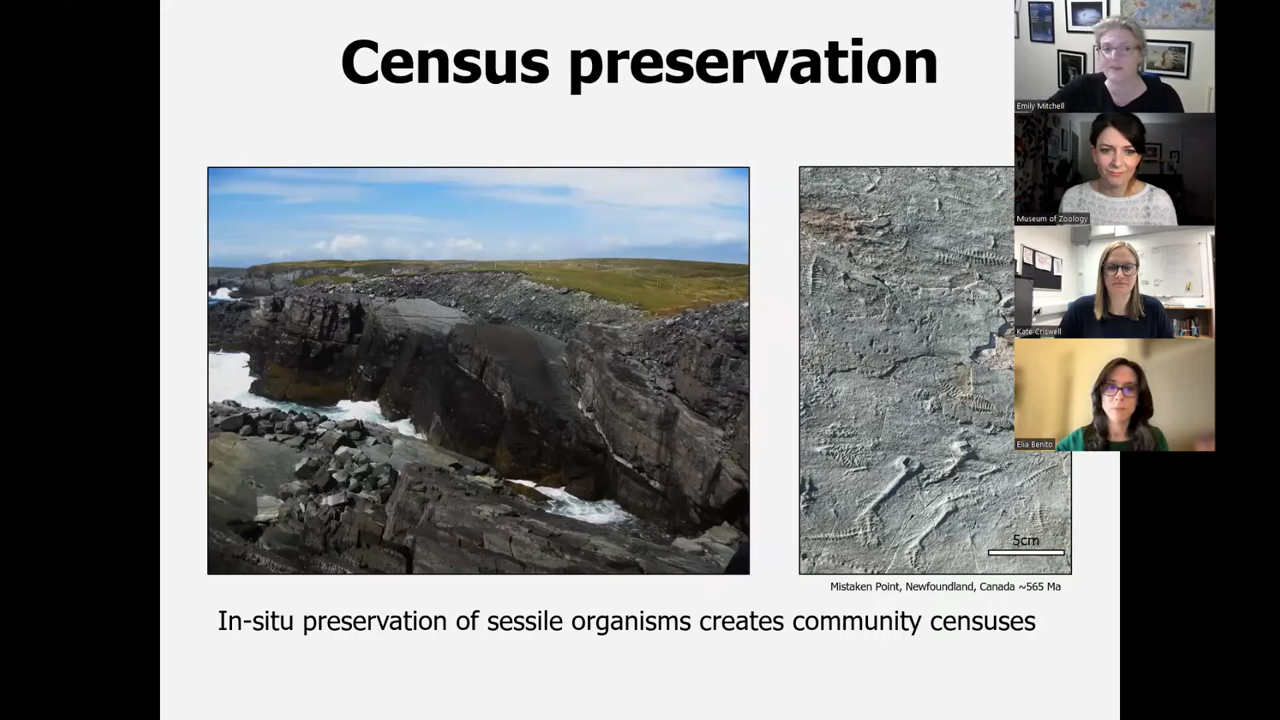 Census preservation
Emily Mitchell
Museum of Zoology
Kate Criswell
Elia Benito
5cm
Mistaken Point, Newfoundland, Canada ~565 Ma
In-situ preservation of sessile organisms creates community censuses